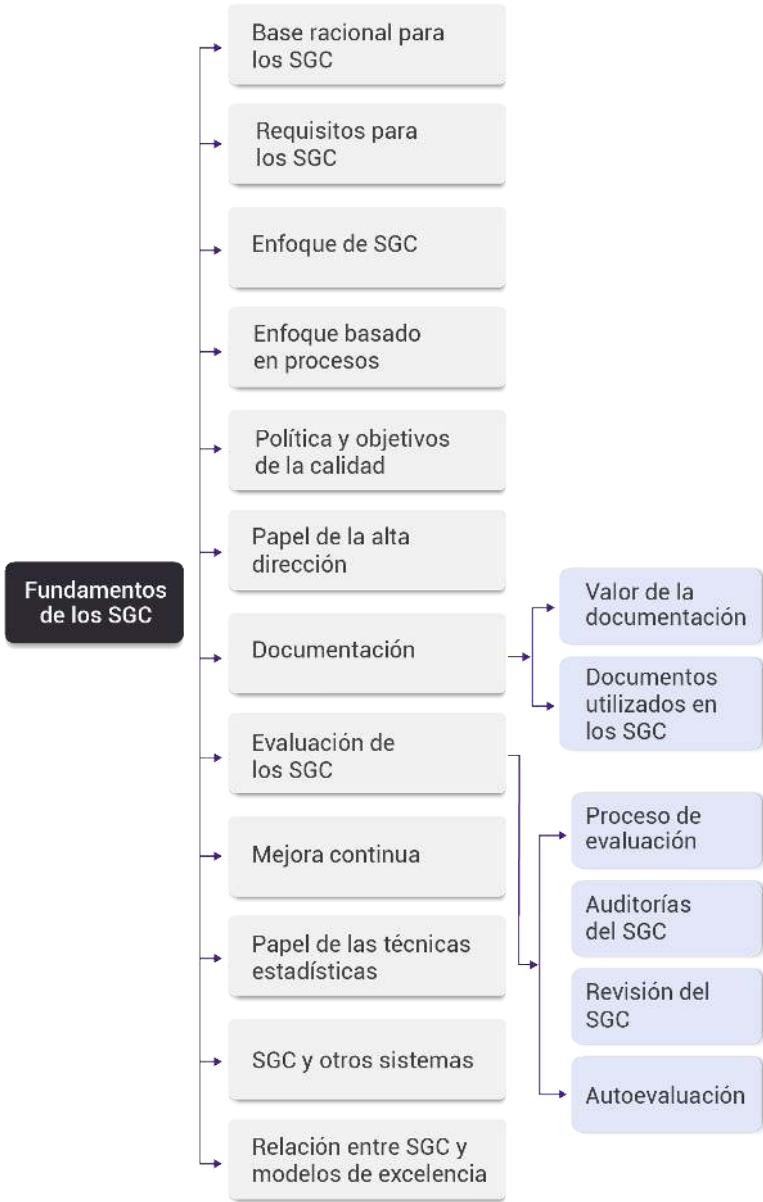 Fundamentos
de los SGC
Base racional para
los SGC
Requisitos para
los SGC
Enfoque de SGC
Enfoque basado
en procesos
Política y objetivos
de la calidad
Papel de la alta
dirección
Documentación
Valor de la
documentación
Documentos
utilizados en
los SGC
Evaluación de
los SGC
Proceso de
evaluación
Auditorías
del SGC
Revisión del
SGC
Autoevaluación
Mejora continua
Papel de las técnicas
estadísticas
SGC y otros sistemas
Relación entre SGC y
modelos de excelencia